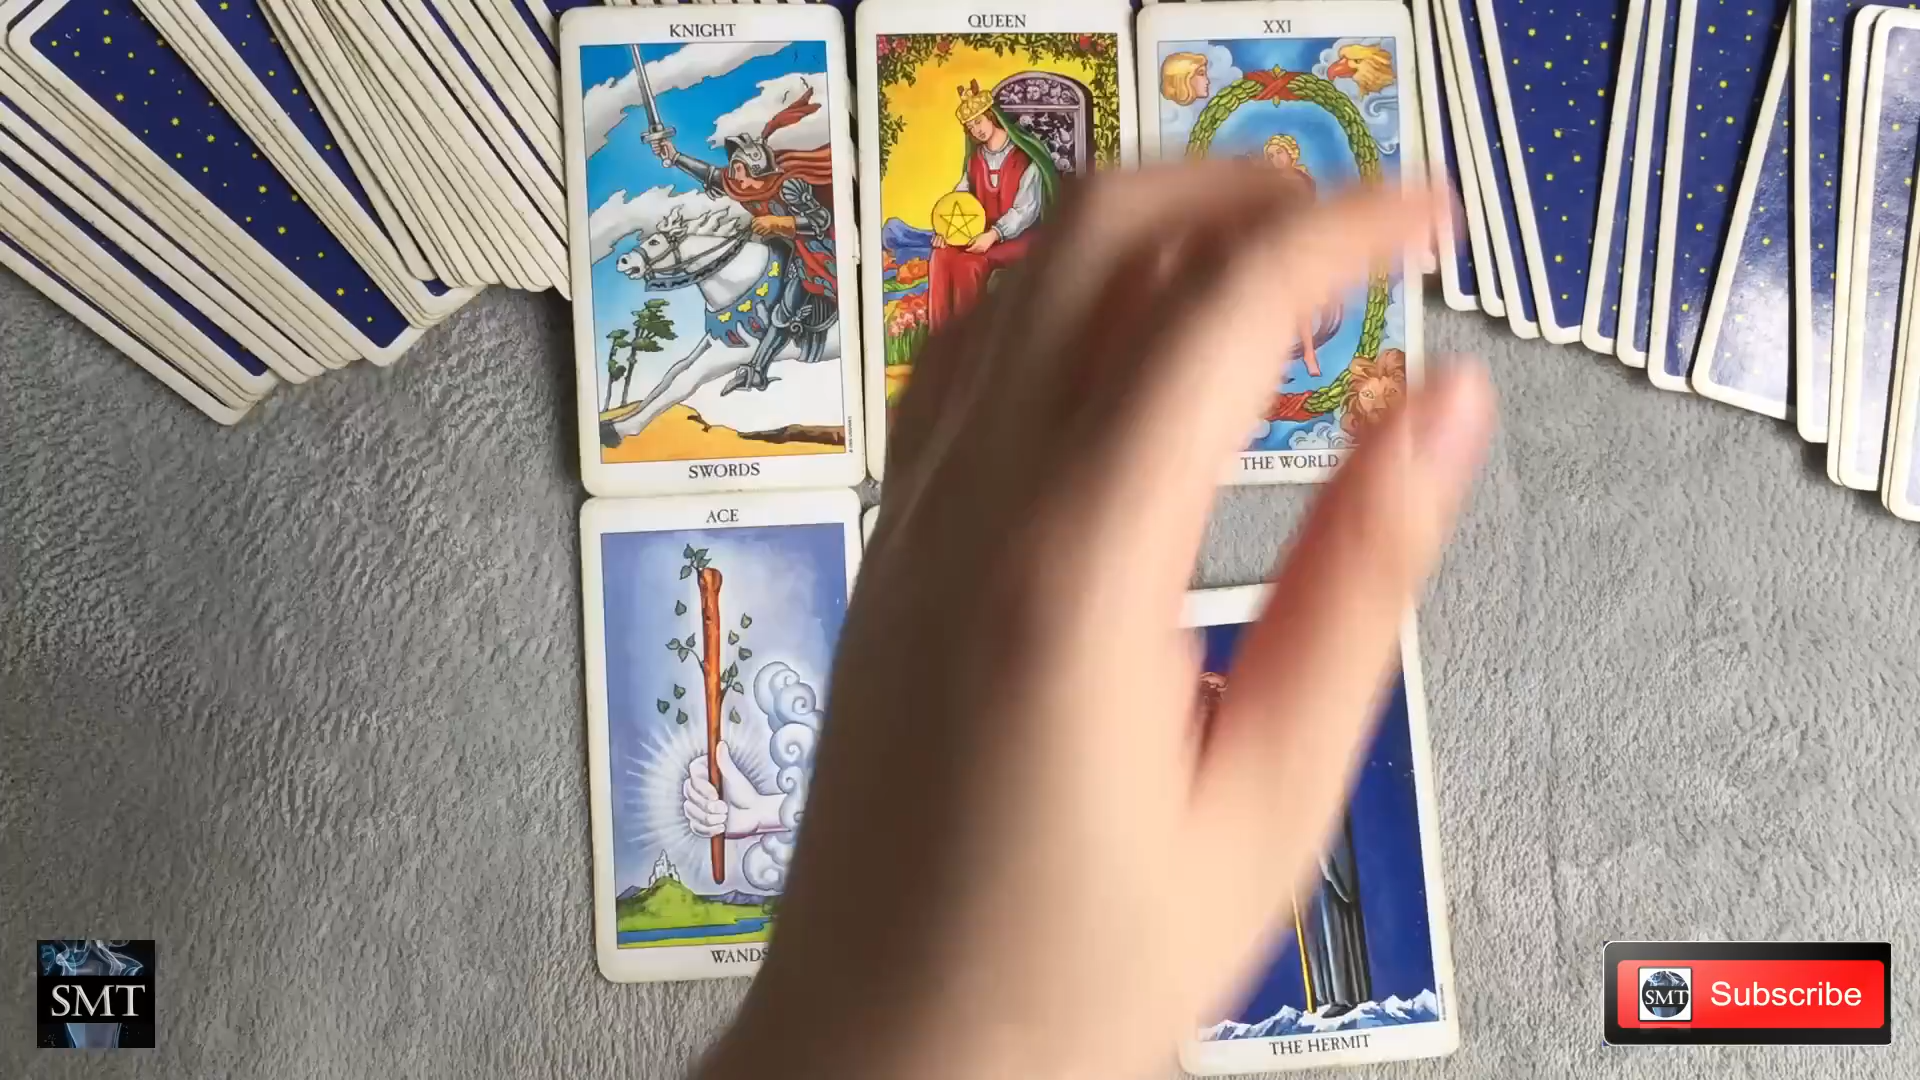 KNIGHT
QUEEN
XXI
SWORDS
THE WORLD
ACE
WANDS
THE HERMIT
SMT
SMT
Subscribe